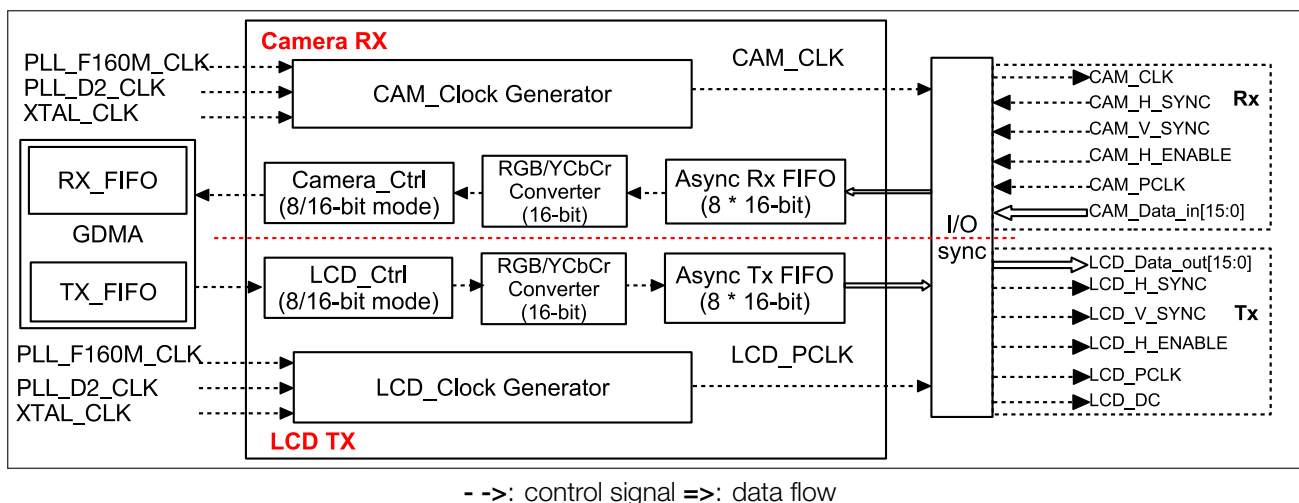 Camera RX
PLL_F160M_CLK
PLL_D2_CLK
XTAL_CLK
CAM_Clock Generator
CAM_CLK
CAM_CLK
CAM_H_SYNC
Rx
CAM_V_SYNC
CAM_H_ENABLE
CAM_PCLK
CAM_Data_in[15:0]
RX_FIFO
GDMA
TX_FIFO
Camera_Ctrl
(8/16-bit mode)
RGB/YCbCr
Converter
(16-bit)
Async Rx FIFO
(8 * 16-bit)
I/O
sync
LCD_Ctrl
(8/16-bit mode)
RGB/YCbCr
Converter
(16-bit)
Async Tx FIFO
(8 * 16-bit)
LCD_Data_out[15:0]
LCD_H_SYNC
LCD_V_SYNC
Tx
LCD_H_ENABLE
LCD_PCLK
LCD_DC
PLL_F160M_CLK
PLL_D2_CLK
XTAL_CLK
LCD_Clock Generator
LCD_PCLK
LCD TX
- ->: control signal =>: data flow